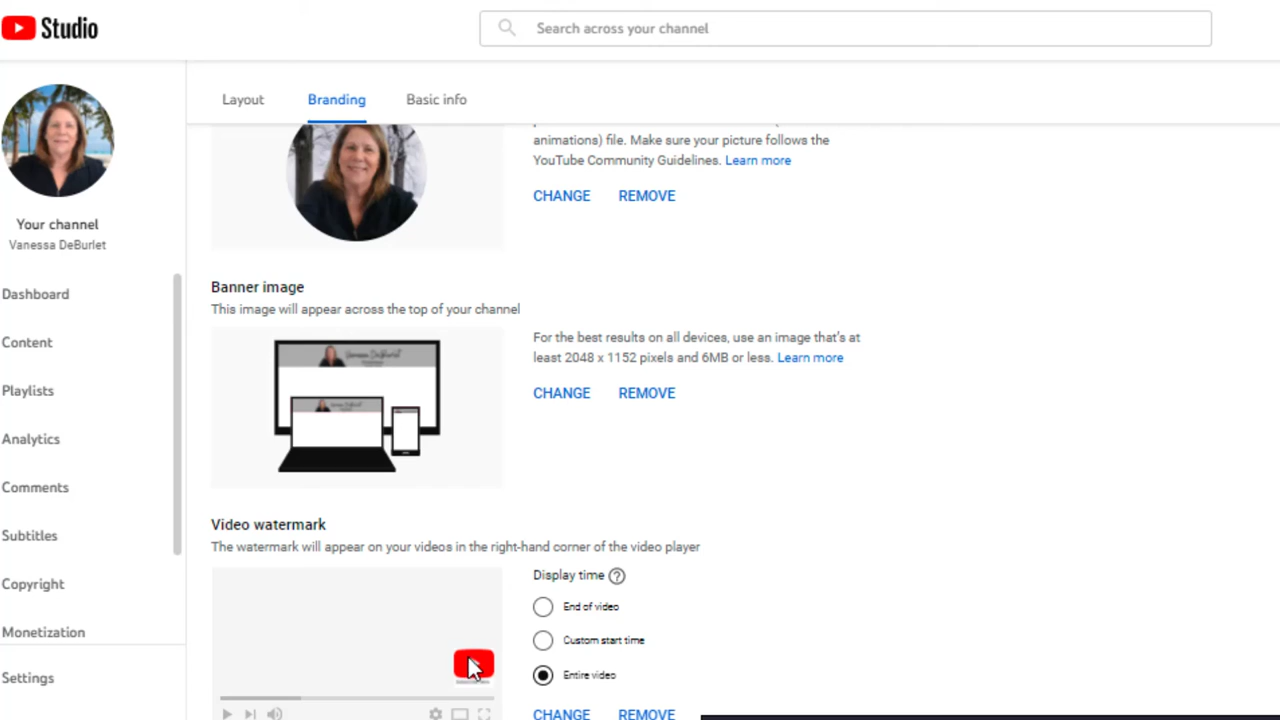 Studio
Search across your channel
Layout
Branding
Basic info
animations) file. Make sure your picture follows the
YouTube Community Guidelines. Learn more
CHANGE
REMOVE
Your channel
Vanessa DeBurlet
Dashboard
Content
Playlists
Analytics
Comments
Subtitles
Copyright
Monetization
Settings
Banner image
This image will appear across the top of your channel
For the best results on all devices, use an image that's at
least 2048 x 1152 pixels and 6MB or less. Learn more
CHANGE
REMOVE
Video watermark
The watermark will appear on your videos in the right-hand corner of the video player
Display time ?
End of video
Custom start time
Entire video
CHANGE
REMOVE